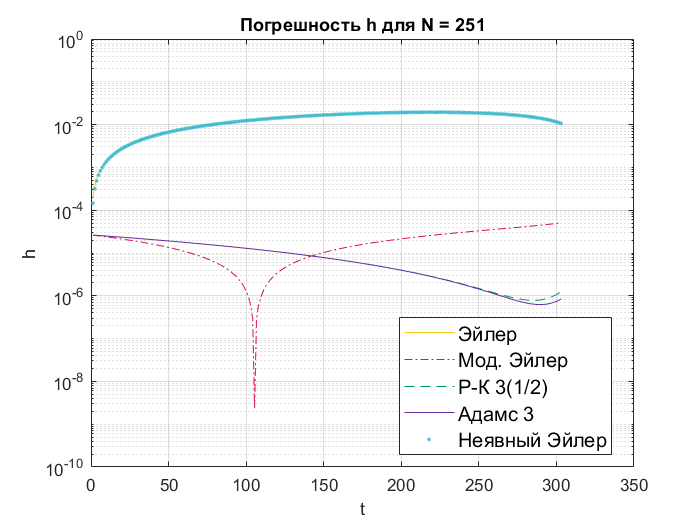 Погрешность h для N = 251
10^0
10^-2
10^-4
10^-6
10^-8
10^-10
h
0 50 100 150 200 250 300 350
t
Эйлер
Мод. Эйлер
Р-К 3(1/2)
Адамс 3
Неявный Эйлер